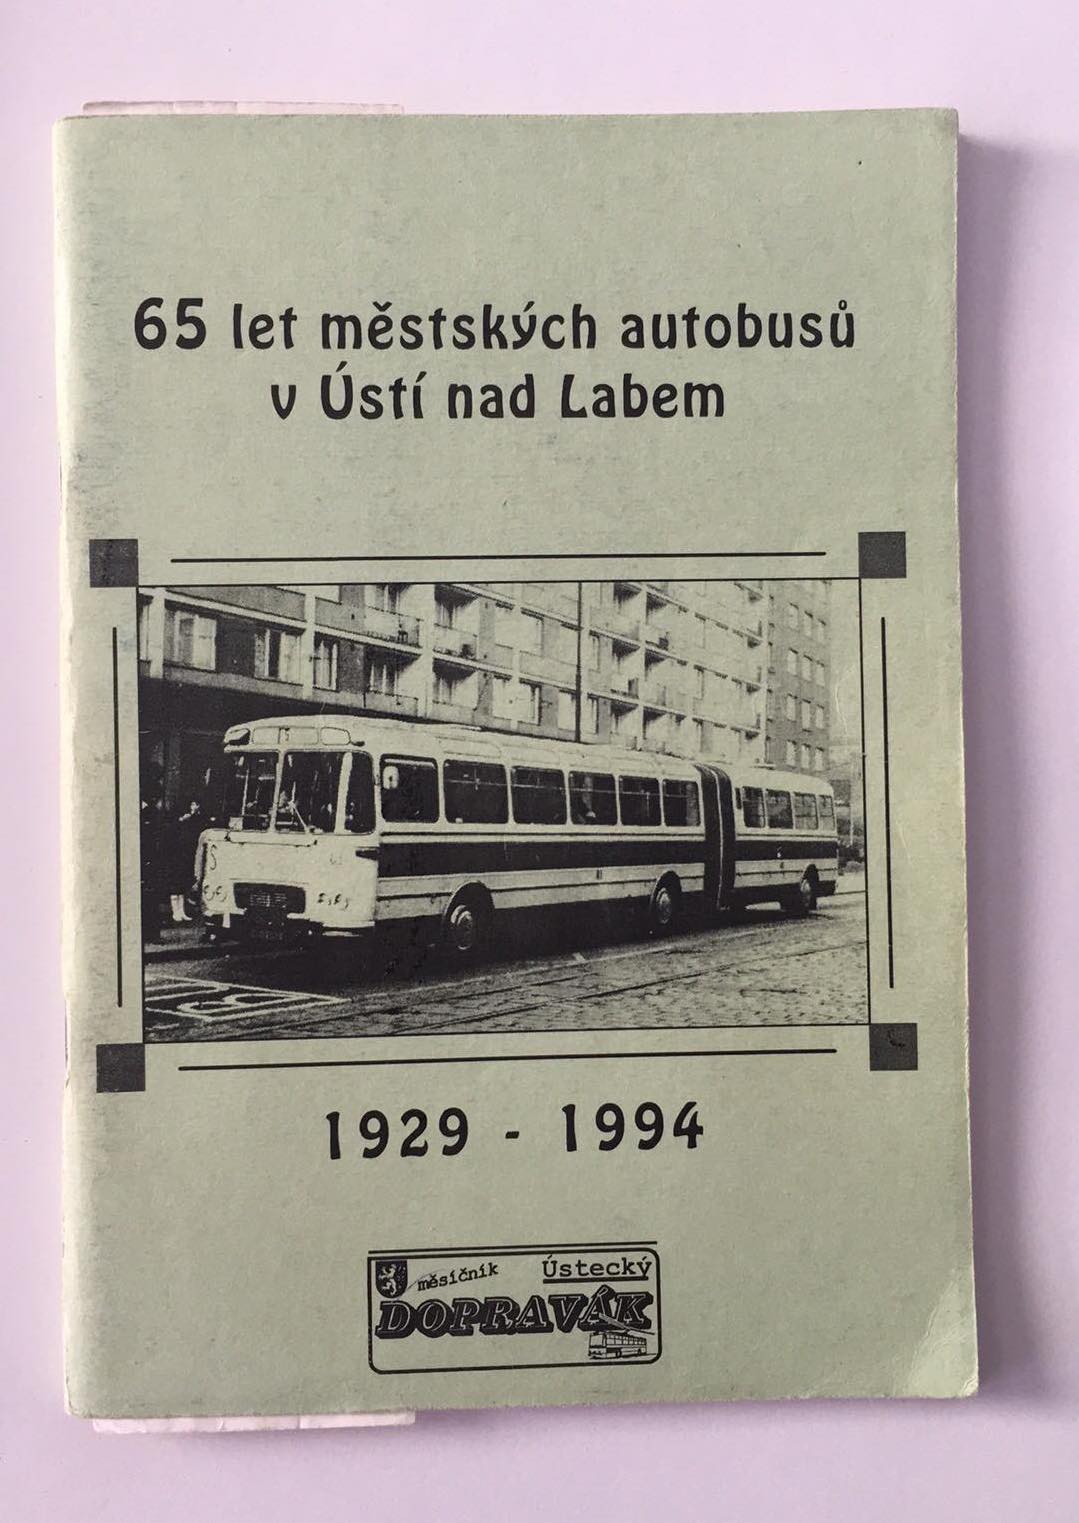 65 let městských autobusů
v Ústí nad Labem
1929 - 1994
měsíčník Ústecký
DOPRAVÁK